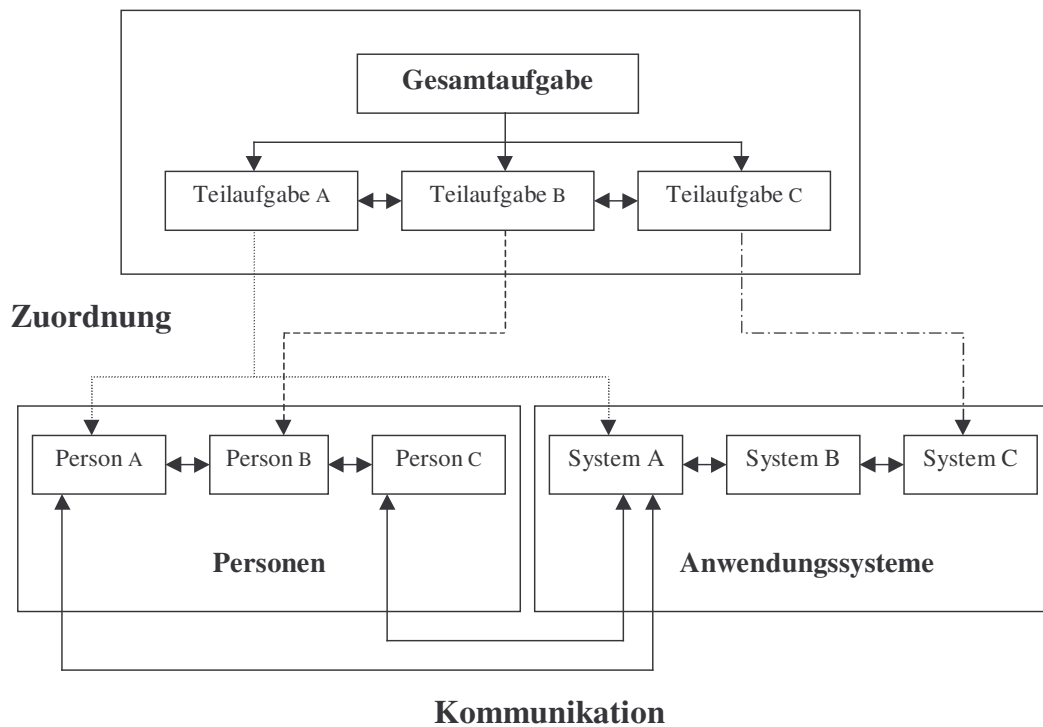 Gesamtaufgabe
Teilaufgabe A
Teilaufgabe B
Teilaufgabe C
Zuordnung
Person A
Person B
Person C
System A
System B
System C
Personen
Anwendungssysteme
Kommunikation